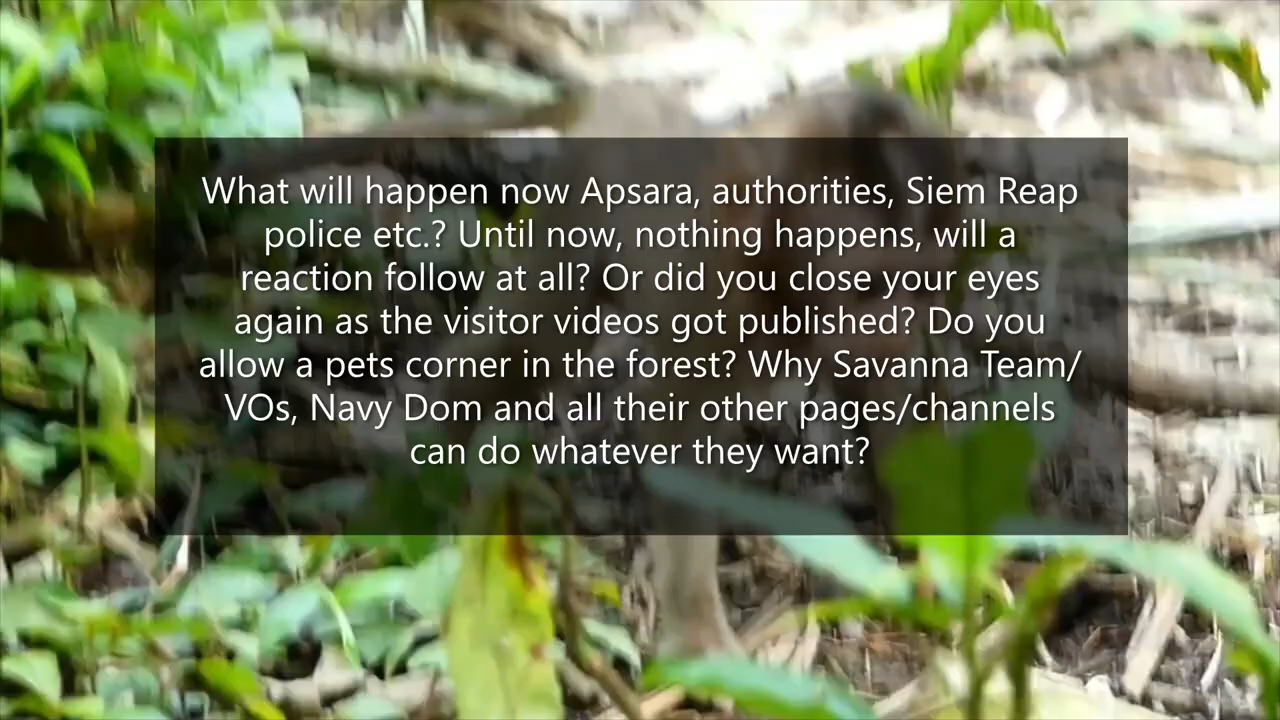 What will happen now Apsara, authorities, Siem Reap
police etc.? Until now, nothing happens, will a
reaction follow at all? Or did you close your eyes
again as the visitor videos got published? Do you
allow a pets corner in the forest? Why Savanna Team/
VOs, Navy Dom and all their other pages/channels
can do whatever they want?